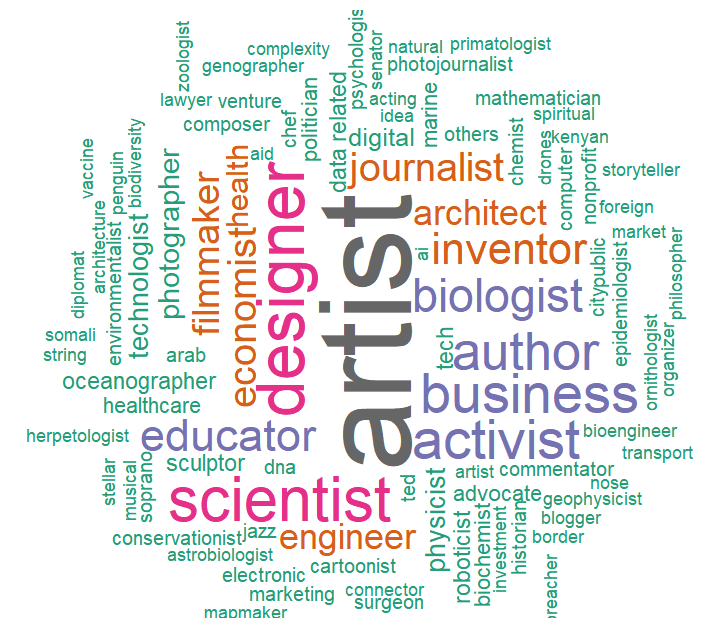 zoologist
complexity
genographer
psychologis
senator
natural
primatologist
photojournalist
lawyer
venture
acting
idea
marine
mathematician
spiritual
composer
chef
politician
data related
digital
others
chemist
drones
kenyan
vaccine
penguin
biodiversity
aid
journalist
computer
nonprofit
storyteller
photographer
filmmaker
health
designer
artist
architect
foreign
diplomat
architecture
environmentalist
technologist
economist
ai
inventor
citypublic
market
epidemiologist
philosopher
biologist
somali
string
arab
tech
author
ornithologist
organizer
oceanographer
healthcare
business
herpetologist
educator
activist
bioengineer
transport
stellar
musical
soprano
sculptor
dna
ted
physicist
artist
commentator
nose
scientist
advocate
geophysicist
conservationist
jazz
engineer
roboticist
biochemist
investment
historian
blogger
border
astrobiologist
electronic
cartoonist
marketing
connector
surgeon
preacher
mapmaker